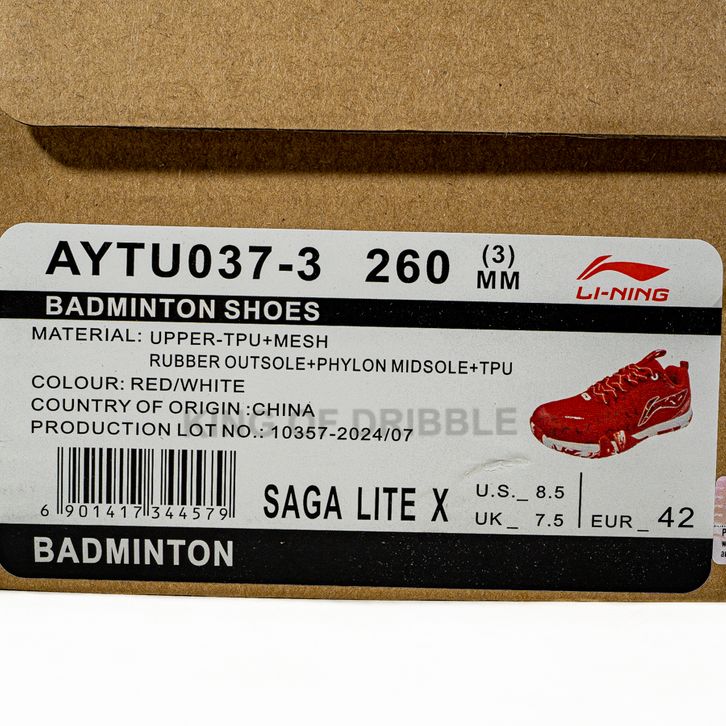 AYTU037-3 260 (3) MM
LI-NING
BADMINTON SHOES
MATERIAL: UPPER-TPU+MESH
RUBBER OUTSOLE+PHYLON MIDSOLE+TPU
COLOUR: RED/WHITE
COUNTRY OF ORIGIN :CHINA
PRODUCTION LOT NO.: 10357-2024/07
DRIBBLE
6 901417 344579
SAGA LITE X
U.S._ 8.5
UK_ 7.5
EUR_ 42
BADMINTON